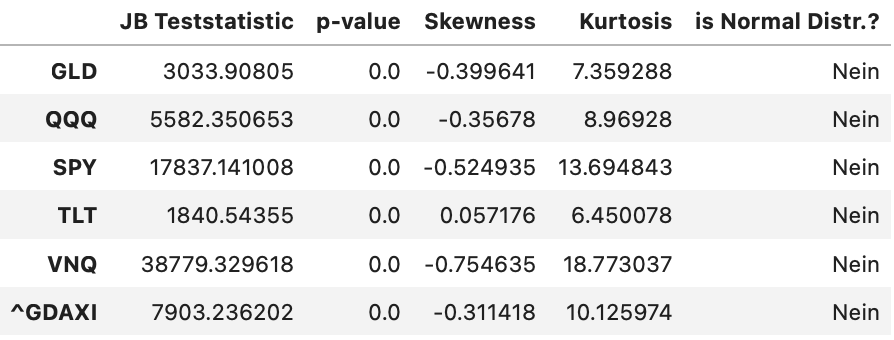 JB Teststatistic p-value Skewness Kurtosis is Normal Distr.?
GLD 3033.90805 0.0 -0.399641 7.359288 Nein
QQQ 5582.350653 0.0 -0.35678 8.96928 Nein
SPY 17837.141008 0.0 -0.524935 13.694843 Nein
TLT 1840.54355 0.0 0.057176 6.450078 Nein
VNQ 38779.329618 0.0 -0.754635 18.773037 Nein
^GDAXI 7903.236202 0.0 -0.311418 10.125974 Nein